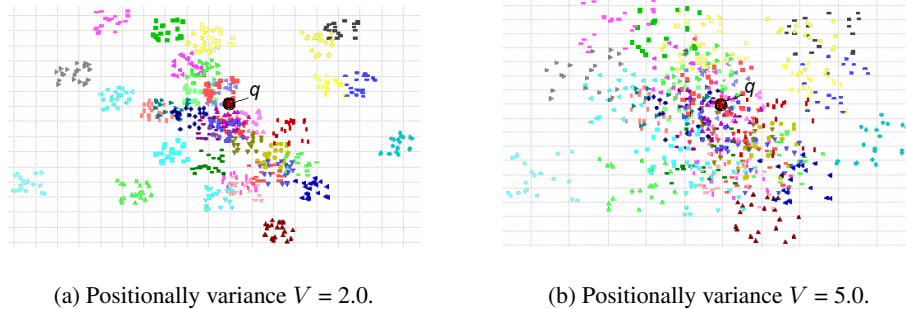 q
q
(a) Positionally variance V = 2.0.
(b) Positionally variance V = 5.0.